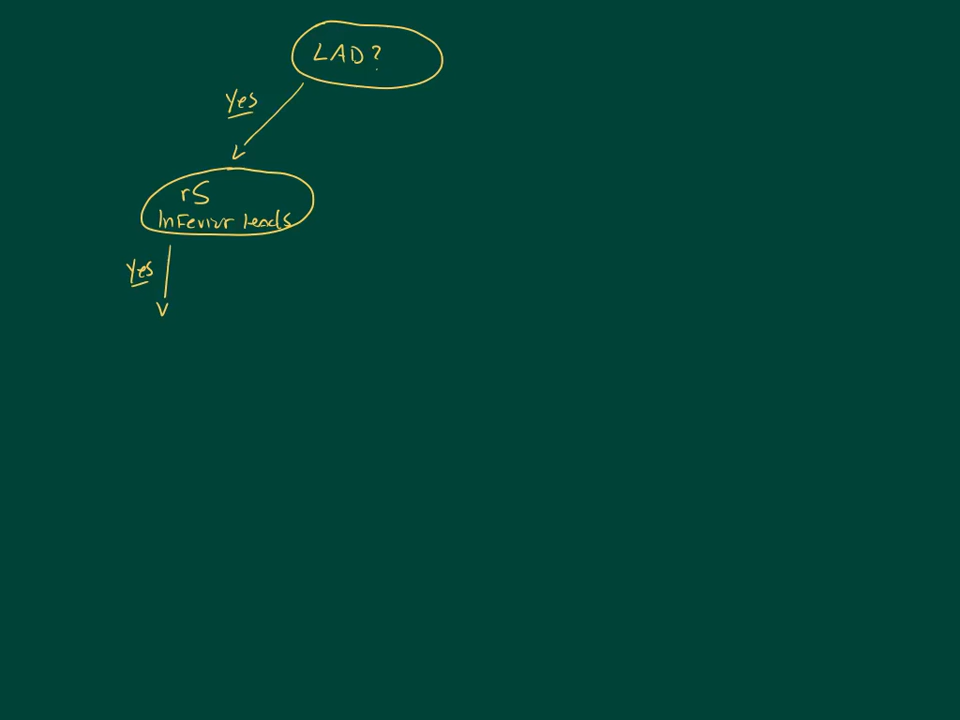 LAD?
Yes
rS
Inferior leads
Yes